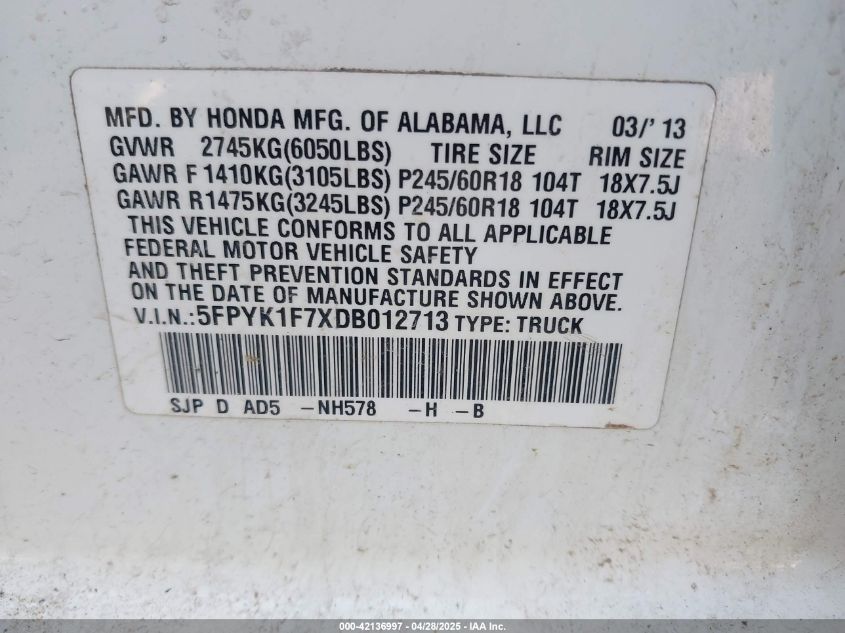 MFD. BY HONDA MFG. OF ALABAMA, LLC 03/' 13
GVWR 2745KG(6050LBS) TIRE SIZE RIM SIZE
GAWR F 1410KG(3105LBS) P245/60R18 104T 18X7.5J
GAWR R1475KG(3245LBS) P245/60R18 104T 18X7.5J
THIS VEHICLE CONFORMS TO ALL APPLICABLE
FEDERAL MOTOR VEHICLE SAFETY
AND THEFT PREVENTION STANDARDS IN EFFECT
ON THE DATE OF MANUFACTURE SHOWN ABOVE.
V.I.N.:5FPYK1F7XDB012713 TYPE: TRUCK
SJP D AD5 -NH578 -H -B
000-42136997 - 04/28/2025 - IAA Inc.